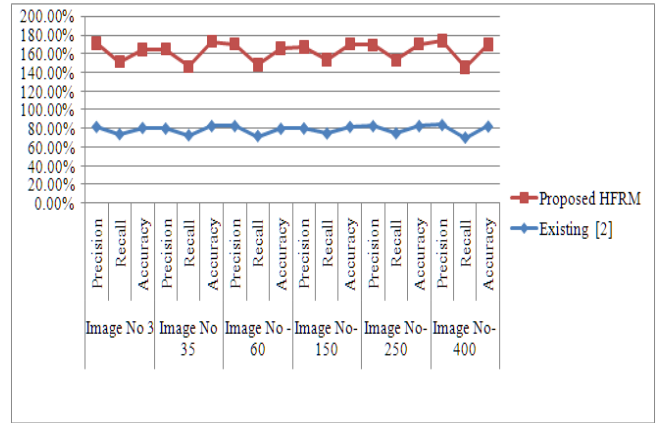 200.00%
180.00%
160.00%
140.00%
120.00%
100.00%
80.00%
60.00%
40.00%
20.00%
0.00%
Precision
Recall
Accuracy
Precision
Recall
Accuracy
Precision
Recall
Accuracy
Precision
Recall
Accuracy
Precision
Recall
Accuracy
Precision
Recall
Accuracy
Image No 3
Image No
35
Image No -
60
Image No-
150
Image No-
250
Image No-
400
Proposed HFRM
Existing [2]